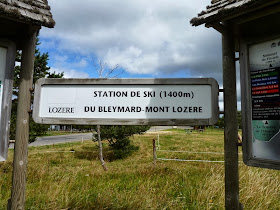 STATION DE SKI (1400m)
LOZERE DU BLEYMARD-MONT LOZERE